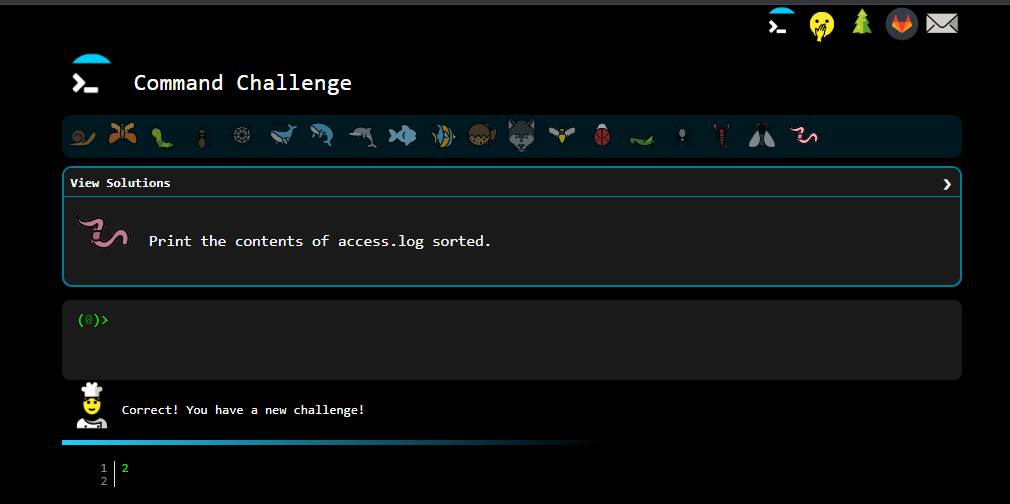 Command Challenge
View Solutions
Print the contents of access.log sorted.
(0)>
Correct! You have a new challenge!
1 2
2